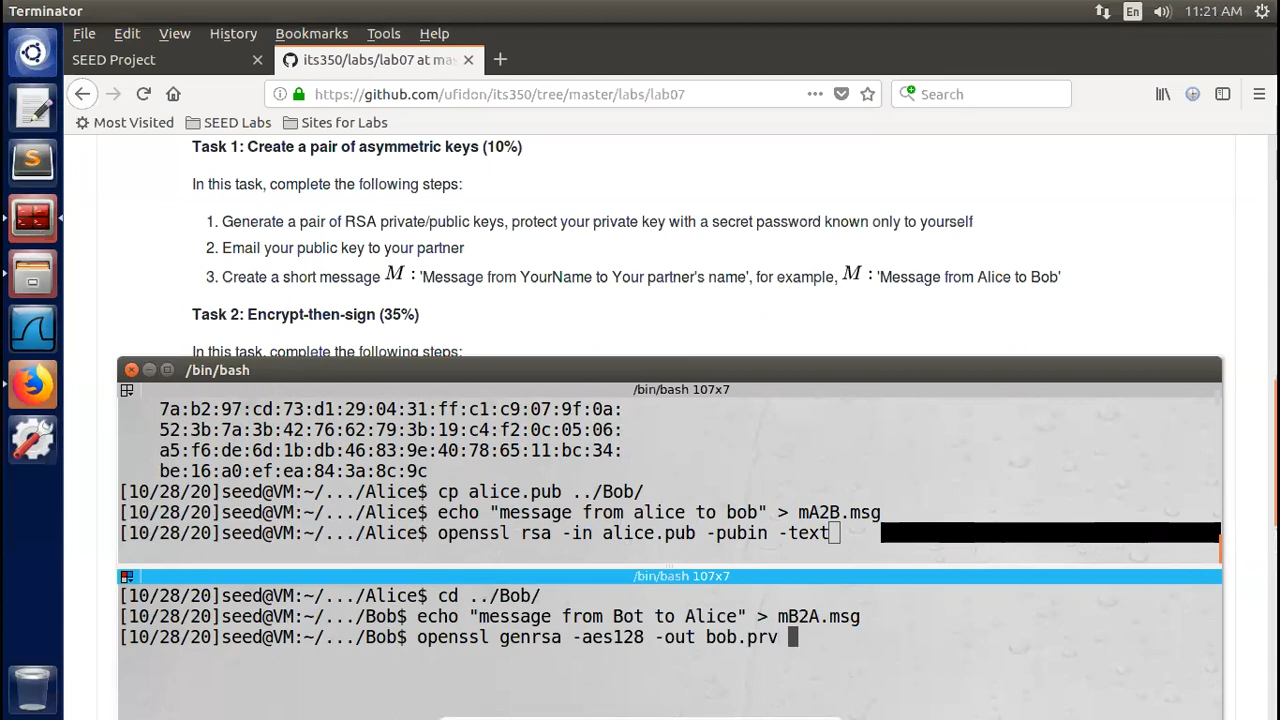 Terminator
En
11:21 AM
File Edit View History Bookmarks Tools Help
SEED Project
its350/labs/lab07 at mas
https://github.com/ufidon/its350/tree/master/labs/lab07
Search
Most Visited SEED Labs Sites for Labs
Task 1: Create a pair of asymmetric keys (10%)
In this task, complete the following steps:
1. Generate a pair of RSA private/public keys, protect your private key with a secret password known only to yourself
2. Email your public key to your partner
3. Create a short message M : 'Message from YourName to Your partner's name', for example, M : 'Message from Alice to Bob'
Task 2: Encrypt-then-sign (35%)
In this task, complete the following steps:
/bin/bash
/bin/bash 107x7
7a:b2:97:cd:73:d1:29:04:31:ff:c1:c9:07:9f:0a:
52:3b:7a:3b:42:76:62:79:3b:19:c4:f2:0c:05:06:
a5:f6:de:6d:1b:db:46:83:9e:40:78:65:11:bc:34:
be:16:a0:ef:ea:84:3a:8c:9c
[10/28/20]seed@VM:~/.../Alice$ cp alice.pub ../Bob/
[10/28/20]seed@VM:~/.../Alice$ echo "message from alice to bob" > mA2B.msg
[10/28/20]seed@VM:~/.../Alice$ openssl rsa -in alice.pub -pubin -text
/bin/bash 107x7
[10/28/20]seed@VM:~/.../Alice$ cd ../Bob/
[10/28/20]seed@VM:~/.../Bob$ echo "message from Bot to Alice" > mB2A.msg
[10/28/20]seed@VM:~/.../Bob$ openssl genrsa -aes128 -out bob.prv